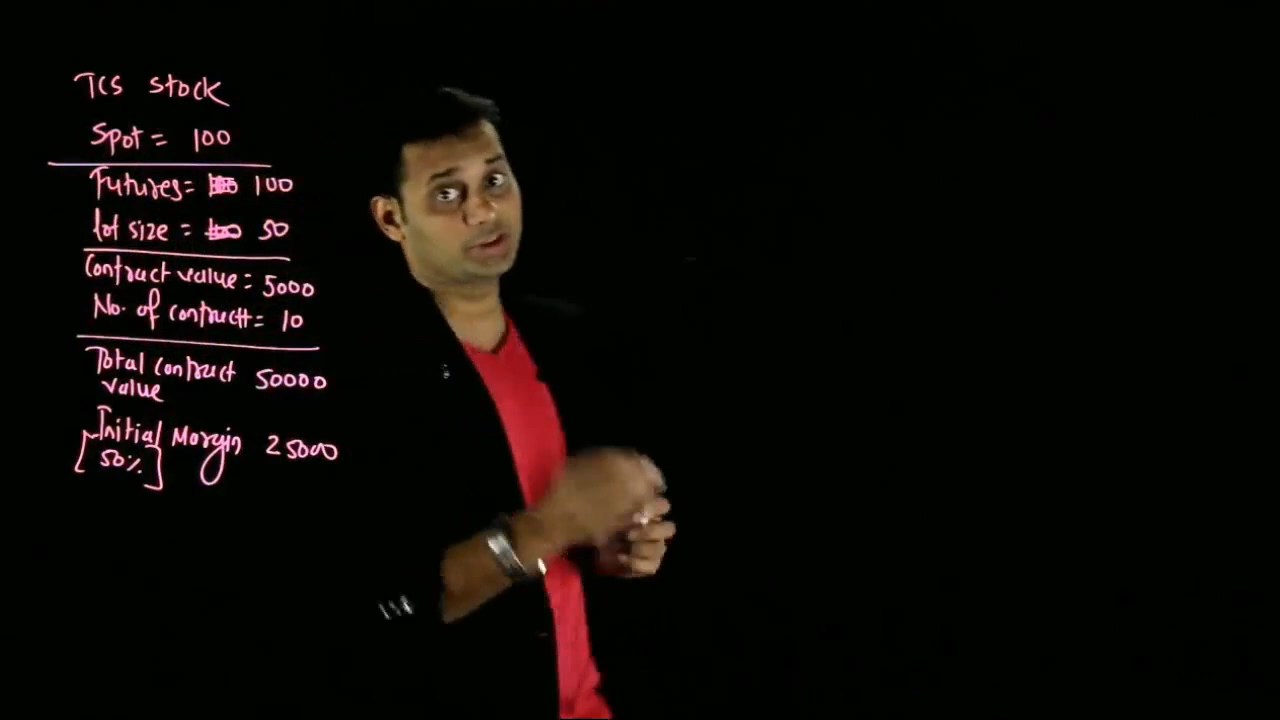 TCS stock
Spot = 100
Futures = 100
lot size = 50
Contract value = 5000
No. of contract = 10
Total contract 50000
value
Initial Margin 25000
[50%]